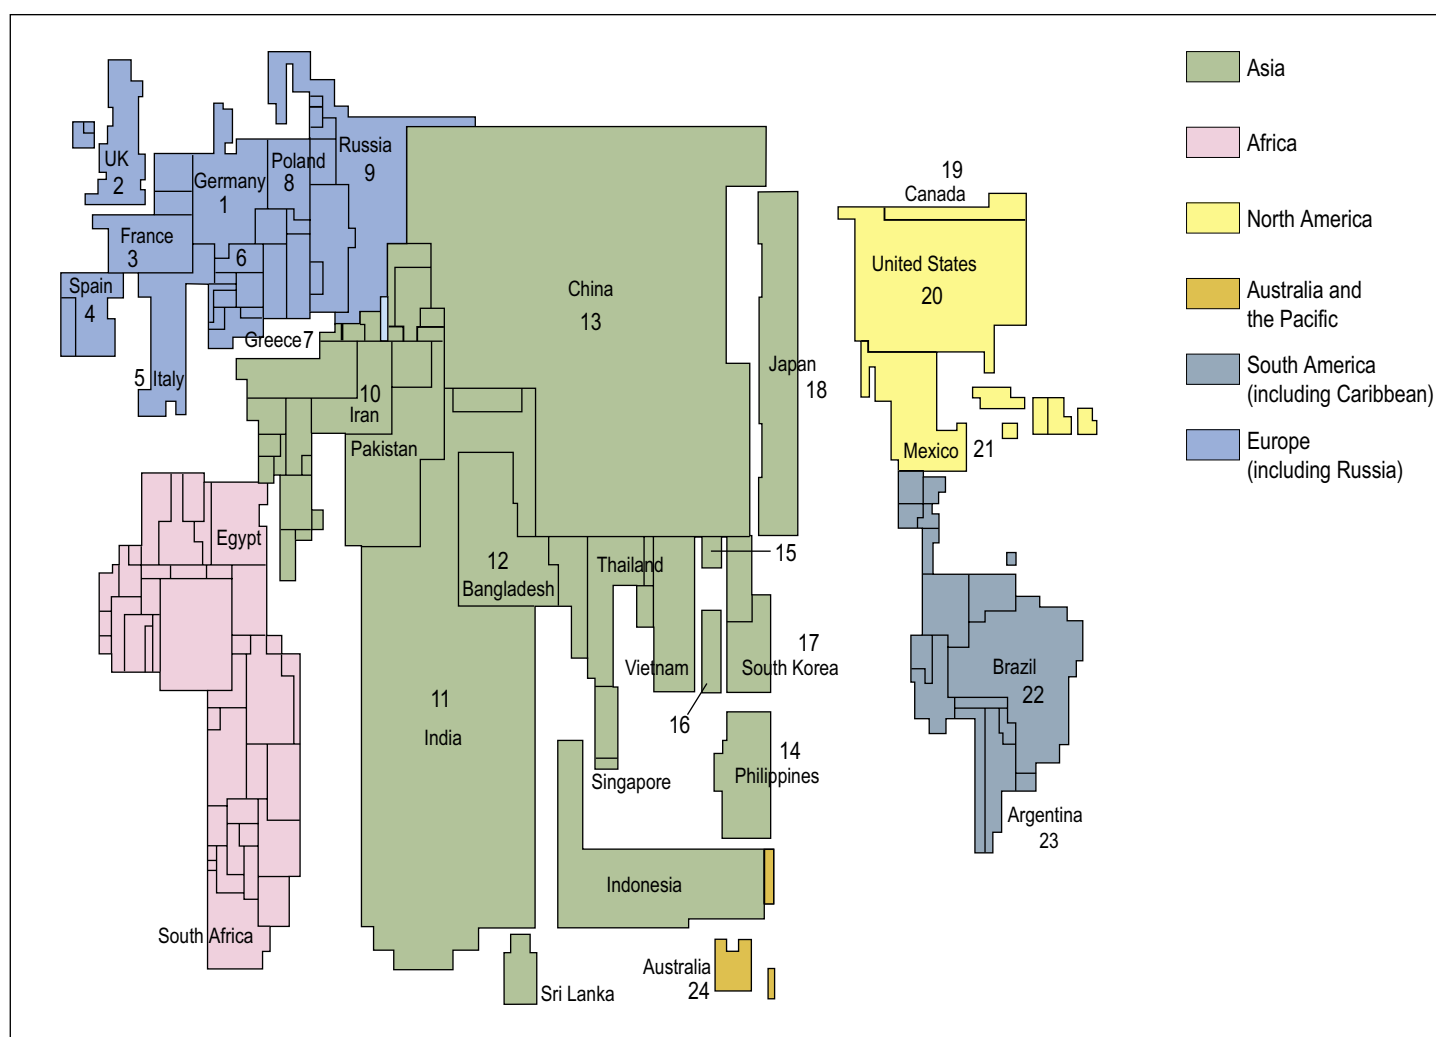 Asia
Africa
North America
Australia and
the Pacific
South America
(including Caribbean)
Europe
(including Russia)
UK
2
Germany
1
Poland
8
Russia
9
France
3
6
Spain
4
5 Italy
Greece 7
10
Iran
Pakistan
China
13
Japan
18
19
Canada
United States
20
Mexico 21
Egypt
12
Bangladesh
Thailand
15
Vietnam
17
South Korea
16
11
India
Singapore
14
Philippines
Indonesia
South Africa
Sri Lanka
Australia
24
Brazil
22
Argentina
23